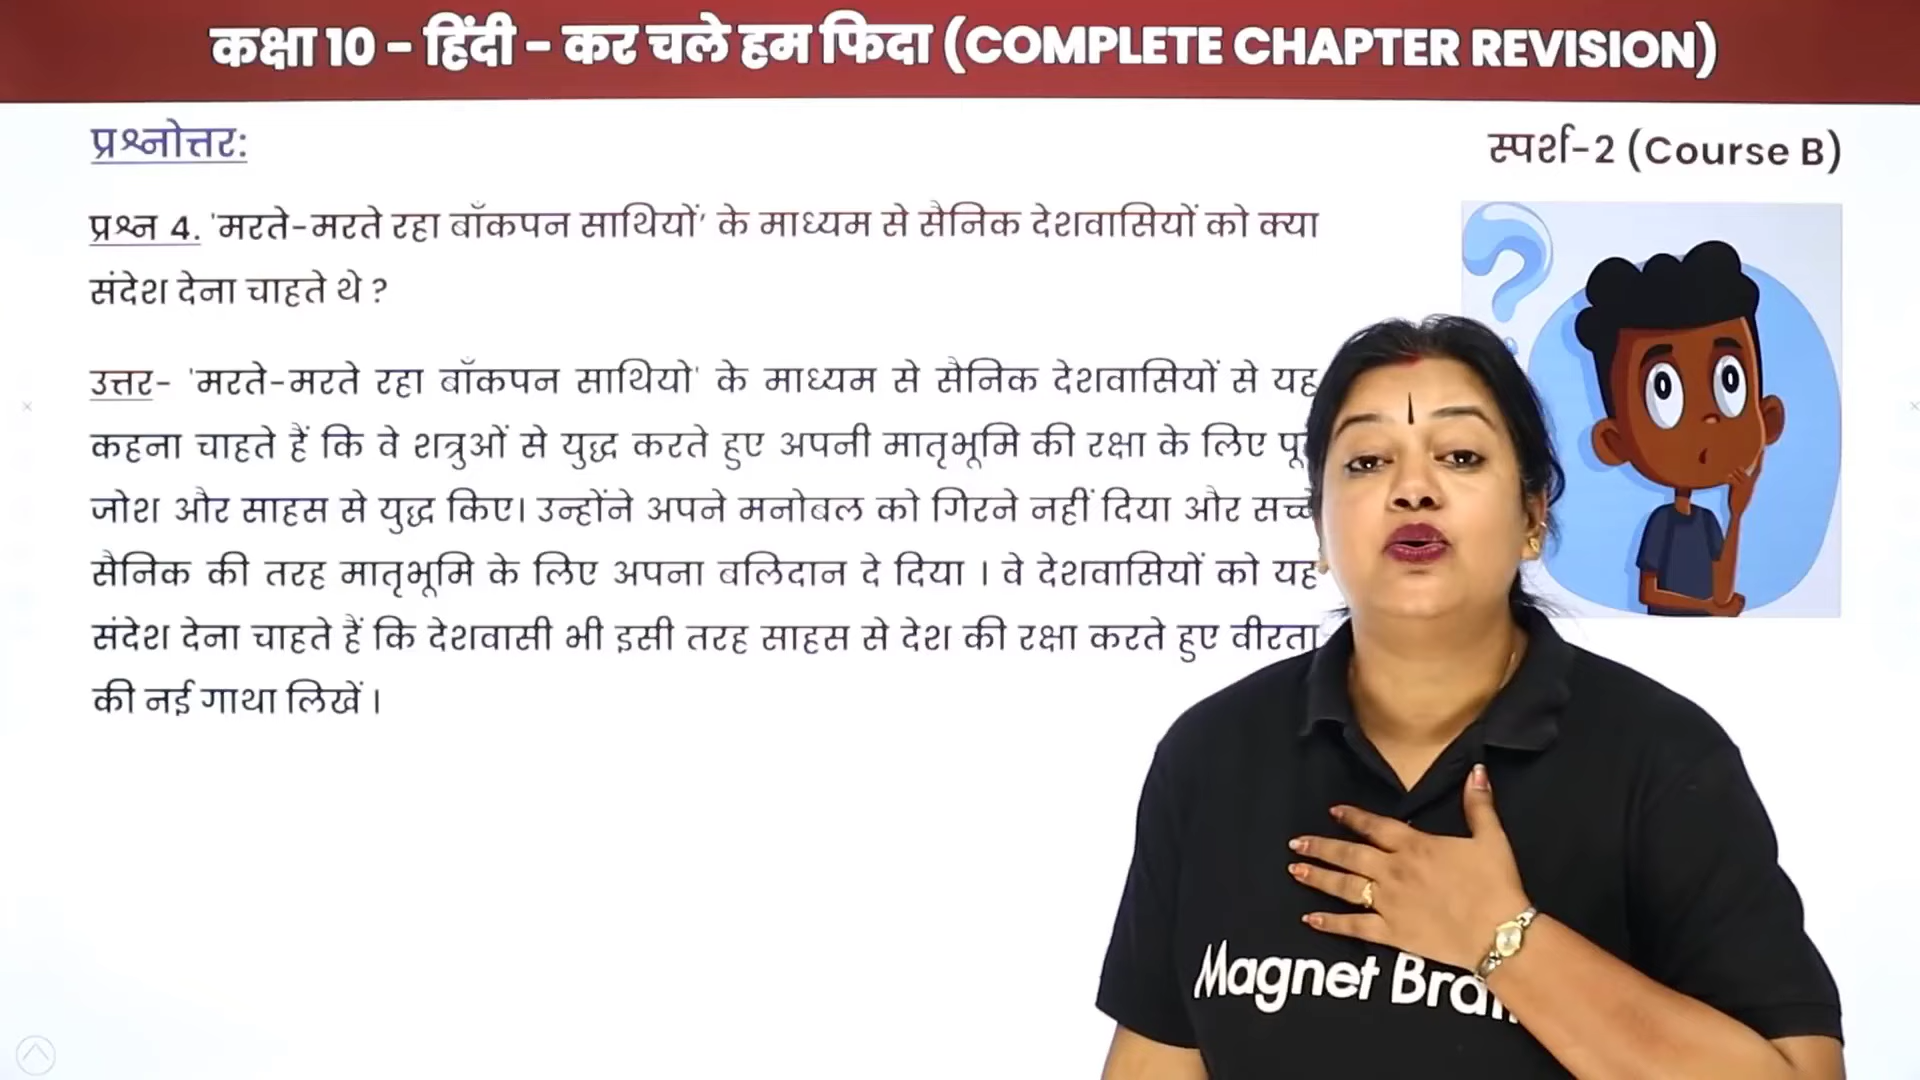 कक्षा 10 - हिंदी - कर चले हम फिदा (COMPLETE CHAPTER REVISION)
प्रश्नोत्तर:
स्पर्श-2 (Course B)
प्रश्न 4. 'मरते-मरते रहा बाँकपन साथियों’ के माध्यम से सैनिक देशवासियों को क्या
संदेश देना चाहते थे ?
उत्तर- 'मरते-मरते रहा बाँकपन साथियो' के माध्यम से सैनिक देशवासियों से यह
कहना चाहते हैं कि वे शत्रुओं से युद्ध करते हुए अपनी मातृभूमि की रक्षा के लिए
जोश और साहस से युद्ध किए। उन्होंने अपने मनोबल को गिरने नहीं दिया और सच्चे
सैनिक की तरह मातृभूमि के लिए अपना बलिदान दे दिया । वे देशवासियों को यह
संदेश देना चाहते हैं कि देशवासी भी इसी तरह साहस से देश की रक्षा करते हुए वीरता
की नई गाथा लिखें ।
Magnet